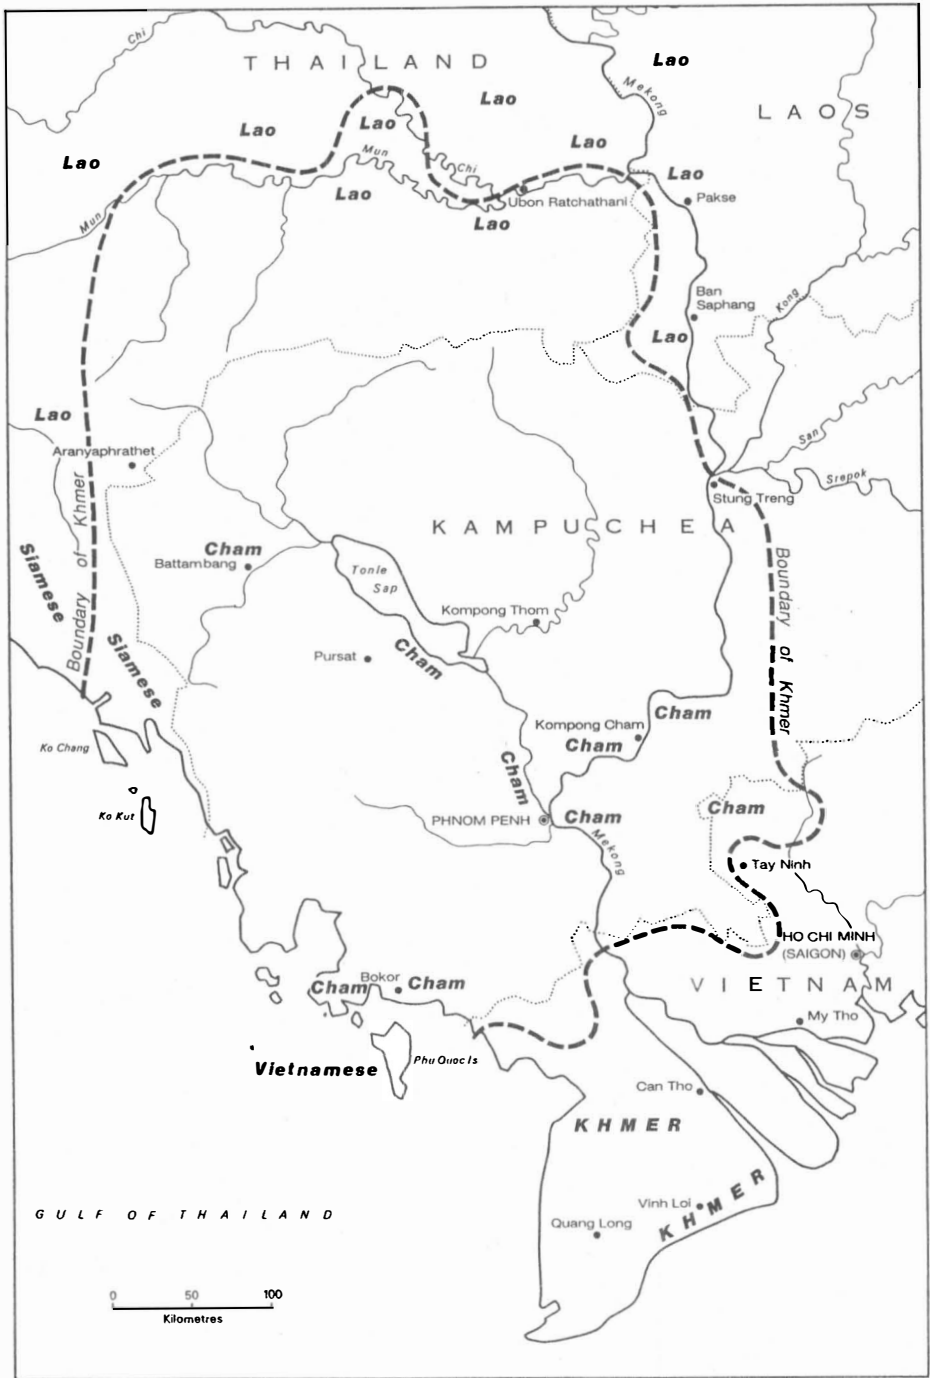 Chi
THAILAND
Lao
Mekong
LAOS
Lao
Lao
Lao
Lao
Mun
Lao
Chi
Lao
Lao
Mun
Ubon Ratchathani
Pakse
Lao
Ban
Saphang
Kong
Lao
Lao
Aranyaphrathet
San
Srepok
Stung Treng
KAMPUCHEA
Boundary of Khmer
Siamese
Cham
Battambang
Tonle
Sap
Boundary of Khmer
Kompong Thom
Siamese
Pursat
Cham
Cham
Kompong Cham
Cham
Ko Chang
Cham
Ko Kut
Cham
PHNOM PENH
Cham
Mekong
Tay Ninh
HO CHI MINH
(SAIGON)
Bokor
Cham
Cham
VIETNAM
My Tho
Vietnamese
Phu Quoc Is
Can Tho
KHMER
Vinh Loi
KHMER
Quang Long
GULF OF THAILAND
0 50 100
Kilometres